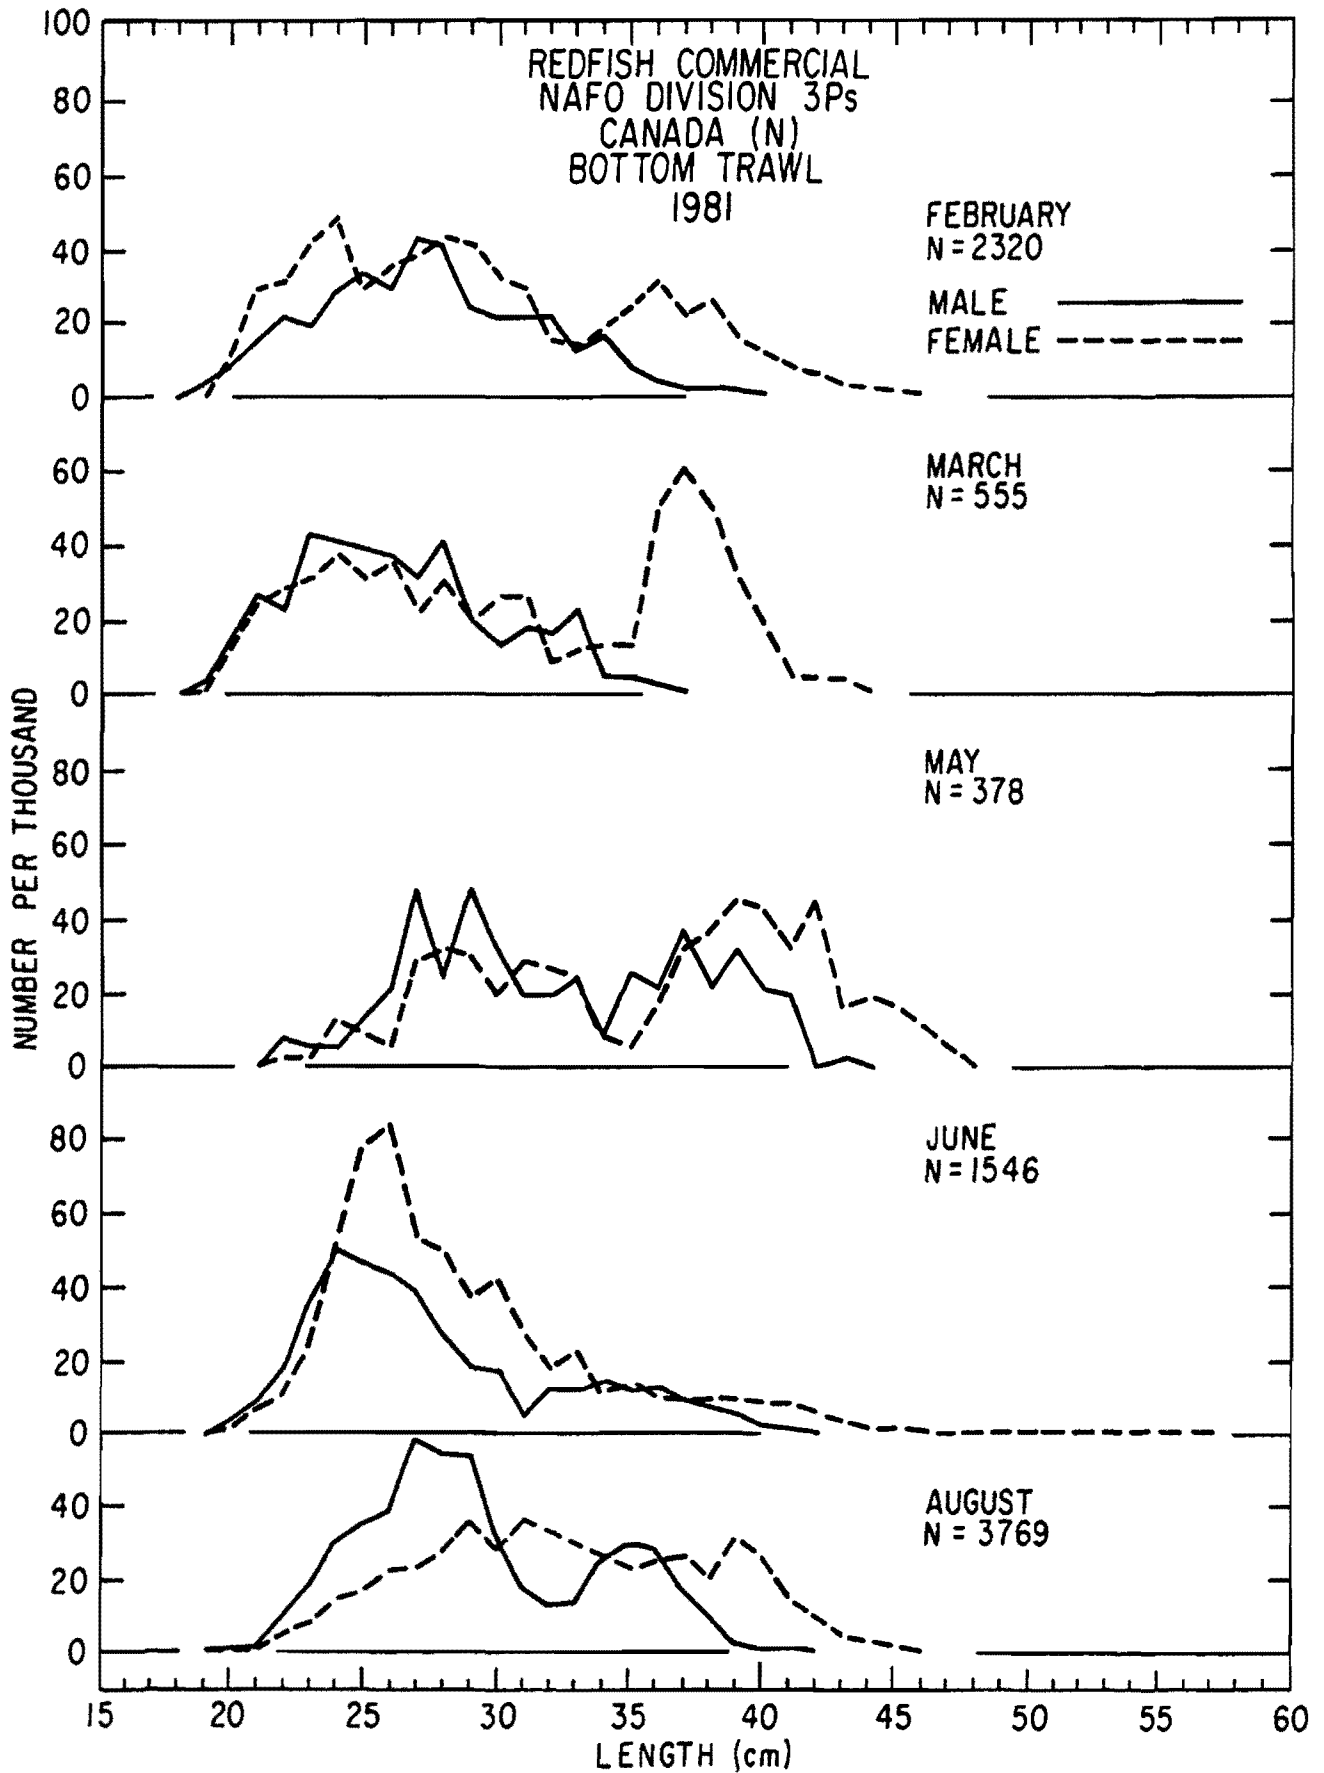 REDFISH COMMERCIAL
NAFO DIVISION 3Ps
CANADA (N)
BOTTOM TRAWL
1981
100
80
60
40
20
0
FEBRUARY
N = 2320
MALE
FEMALE
60
40
20
0
MARCH
N = 555
80
60
40
20
0
MAY
N = 378
80
60
40
20
0
JUNE
N = 1546
40
20
0
AUGUST
N = 3769
NUMBER PER THOUSAND
15 20 25 30 35 40 45 50 55 60
LENGTH (cm)